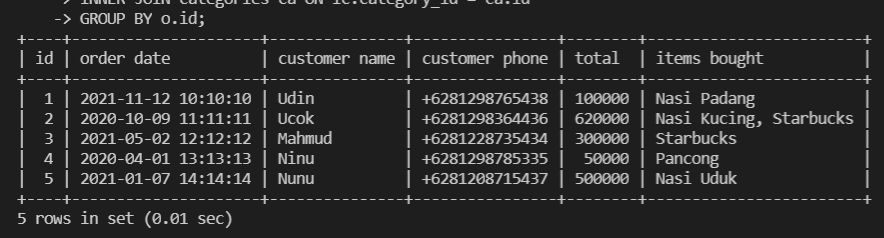 -> INNER JOIN categories ca ON ic.category_id = ca.id
-> GROUP BY o.id;
+----+---------------------+---------------+----------------+--------+------------------------+
| id | order date          | customer name | customer phone | total  | items bought           |
+----+---------------------+---------------+----------------+--------+------------------------+
|  1 | 2021-11-12 10:10:10 | Udin          | +6281298765438 | 100000 | Nasi Padang            |
|  2 | 2020-10-09 11:11:11 | Ucok          | +6281298364436 | 620000 | Nasi Kucing, Starbucks |
|  3 | 2021-05-02 12:12:12 | Mahmud        | +6281228735434 | 300000 | Starbucks              |
|  4 | 2020-04-01 13:13:13 | Ninu          | +6281298785335 |  50000 | Pancong                |
|  5 | 2021-01-07 14:14:14 | Nunu          | +6281208715437 | 500000 | Nasi Uduk              |
+----+---------------------+---------------+----------------+--------+------------------------+
5 rows in set (0.01 sec)